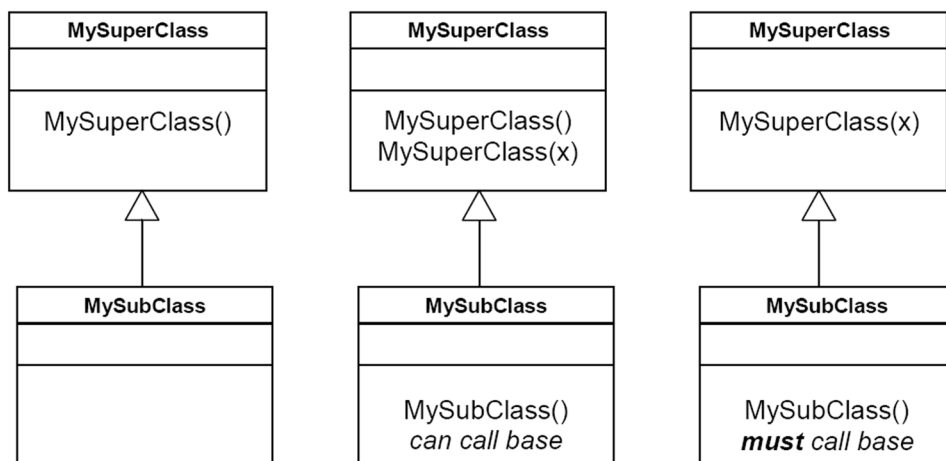 MySuperClass
MySuperClass()
MySubClass
MySuperClass
MySuperClass()
MySuperClass(x)
MySubClass
MySubClass()
can call base
MySuperClass
MySuperClass(x)
MySubClass
MySubClass()
must call base